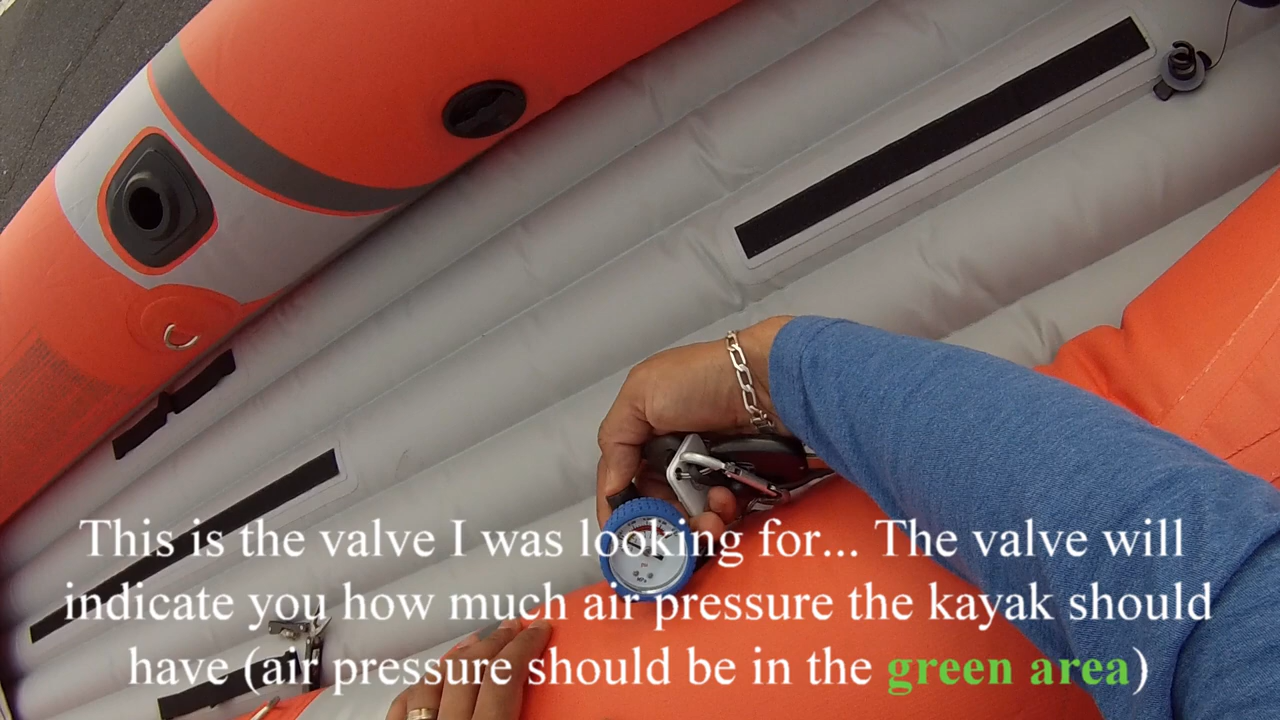 This is the valve I was looking for... The valve will
indicate you how much air pressure the kayak should
have (air pressure should be in the green area)